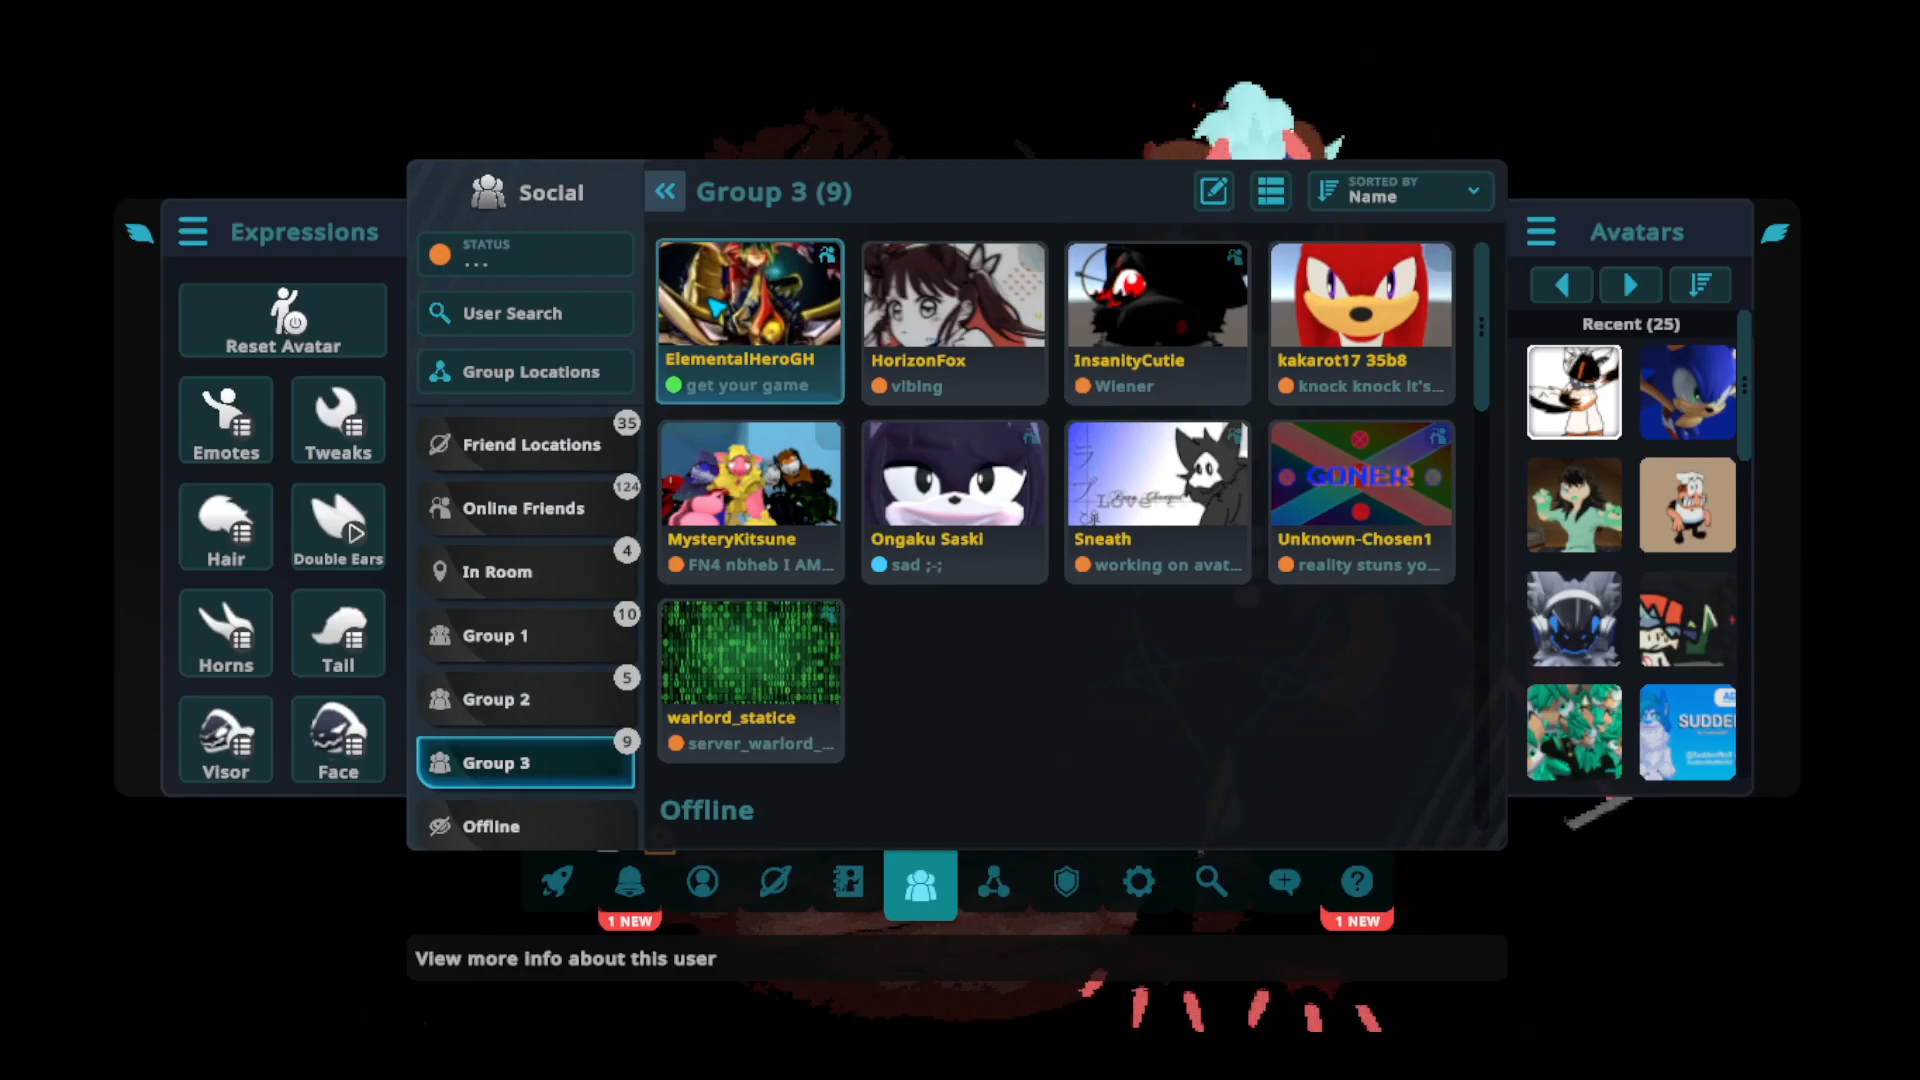 Expressions
Reset Avatar
Emotes
Tweaks
Hair
Double Ears
Horns
Tail
Visor
Face
Social
STATUS
...
User Search
Group Locations
Friend Locations
35
Online Friends
124
In Room
4
Group 1
10
Group 2
5
Group 3
9
Offline
Group 3 (9)
SORTED BY
Name
ElementalHeroGH
get your game
HorizonFox
vibing
InsanityCutie
Wiener
kakarot17 35b8
knock knock it's...
MysteryKitsune
FN4 nbheb I AM...
Ongaku Saski
sad ;-;
Love
Sneath
working on avat...
GONER
Unknown-Chosen1
reality stuns yo...
warlord_statice
server_warlord_...
Offline
Avatars
Recent (25)
SUDDE
1 NEW
1 NEW
View more info about this user